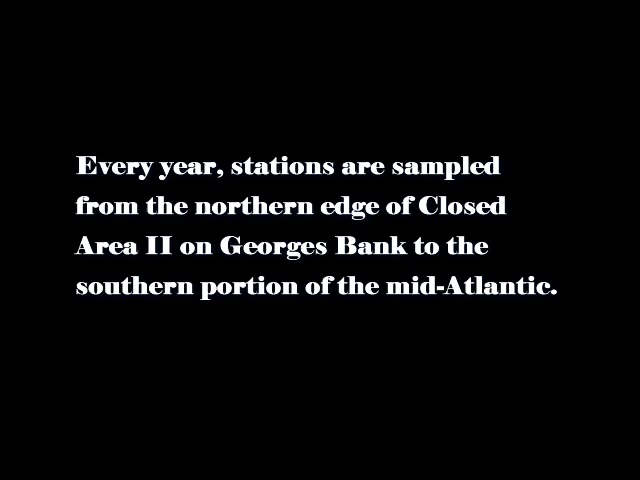 Every year, stations are sampled
from the northern edge of Closed
Area II on Georges Bank to the
southern portion of the mid-Atlantic.